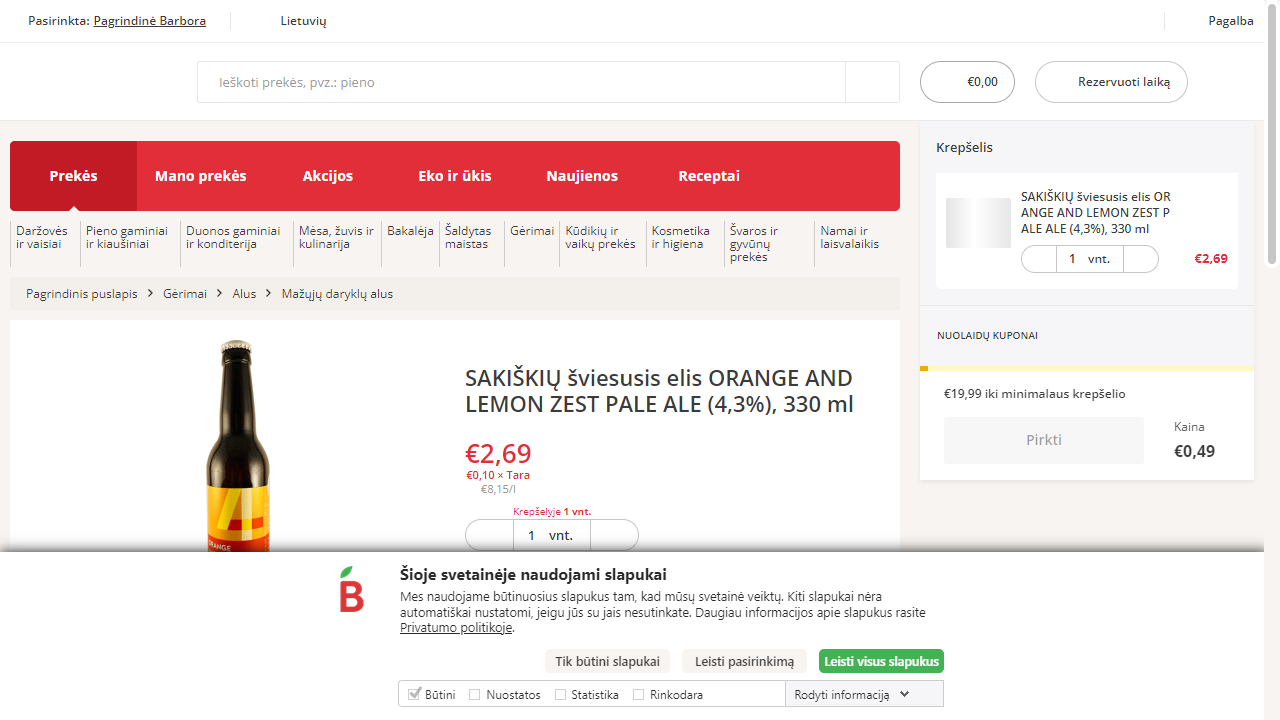 Pasirinkta: Pagrindinė Barbora
Lietuvių
Pagalba
Ieškoti prekės, pvz.: pieno
€0,00
Rezervuoti laiką
Prekės
Mano prekės
Akcijos
Eko ir ūkis
Naujienos
Receptai
Daržovės
ir vaisiai
Pieno gaminiai
ir kiaušiniai
Duonos gaminiai
ir konditerija
Mėsa, žuvis ir
kulinarija
Bakalėja
Šaldytas
maistas
Gėrimai
Kūdikių ir
vaikų prekės
Kosmetika
ir higiena
Švaros ir
gyvūnų
prekės
Namai ir
laisvalaikis
Pagrindinis puslapis
Gėrimai
Alus
Mažųjų daryklų alus
SAKIŠKIŲ šviesusis elis ORANGE AND
LEMON ZEST PALE ALE (4,3%), 330 ml
€2,69
€0,10 × Tara
€8,15/l
Krepšelyje 1 vnt.
1 vnt.
ORANGE
Krepšelis
SAKIŠKIŲ šviesusis elis OR
ANGE AND LEMON ZEST P
ALE ALE (4,3%), 330 ml
1 vnt.
€2,69
NUOLAIDŲ KUPONAI
€19,99 iki minimalaus krepšelio
Pirkti
Kaina
€0,49
B
Šioje svetainėje naudojami slapukai
Mes naudojame būtinuosius slapukus tam, kad mūsų svetainė veiktų. Kiti slapukai nėra
automatiškai nustatomi, jeigu jūs su jais nesutinkate. Daugiau informacijos apie slapukus rasite
Privatumo politikoje.
Tik būtini slapukai
Leisti pasirinkimą
Leisti visus slapukus
Būtini
Nuostatos
Statistika
Rinkodara
Rodyti informaciją